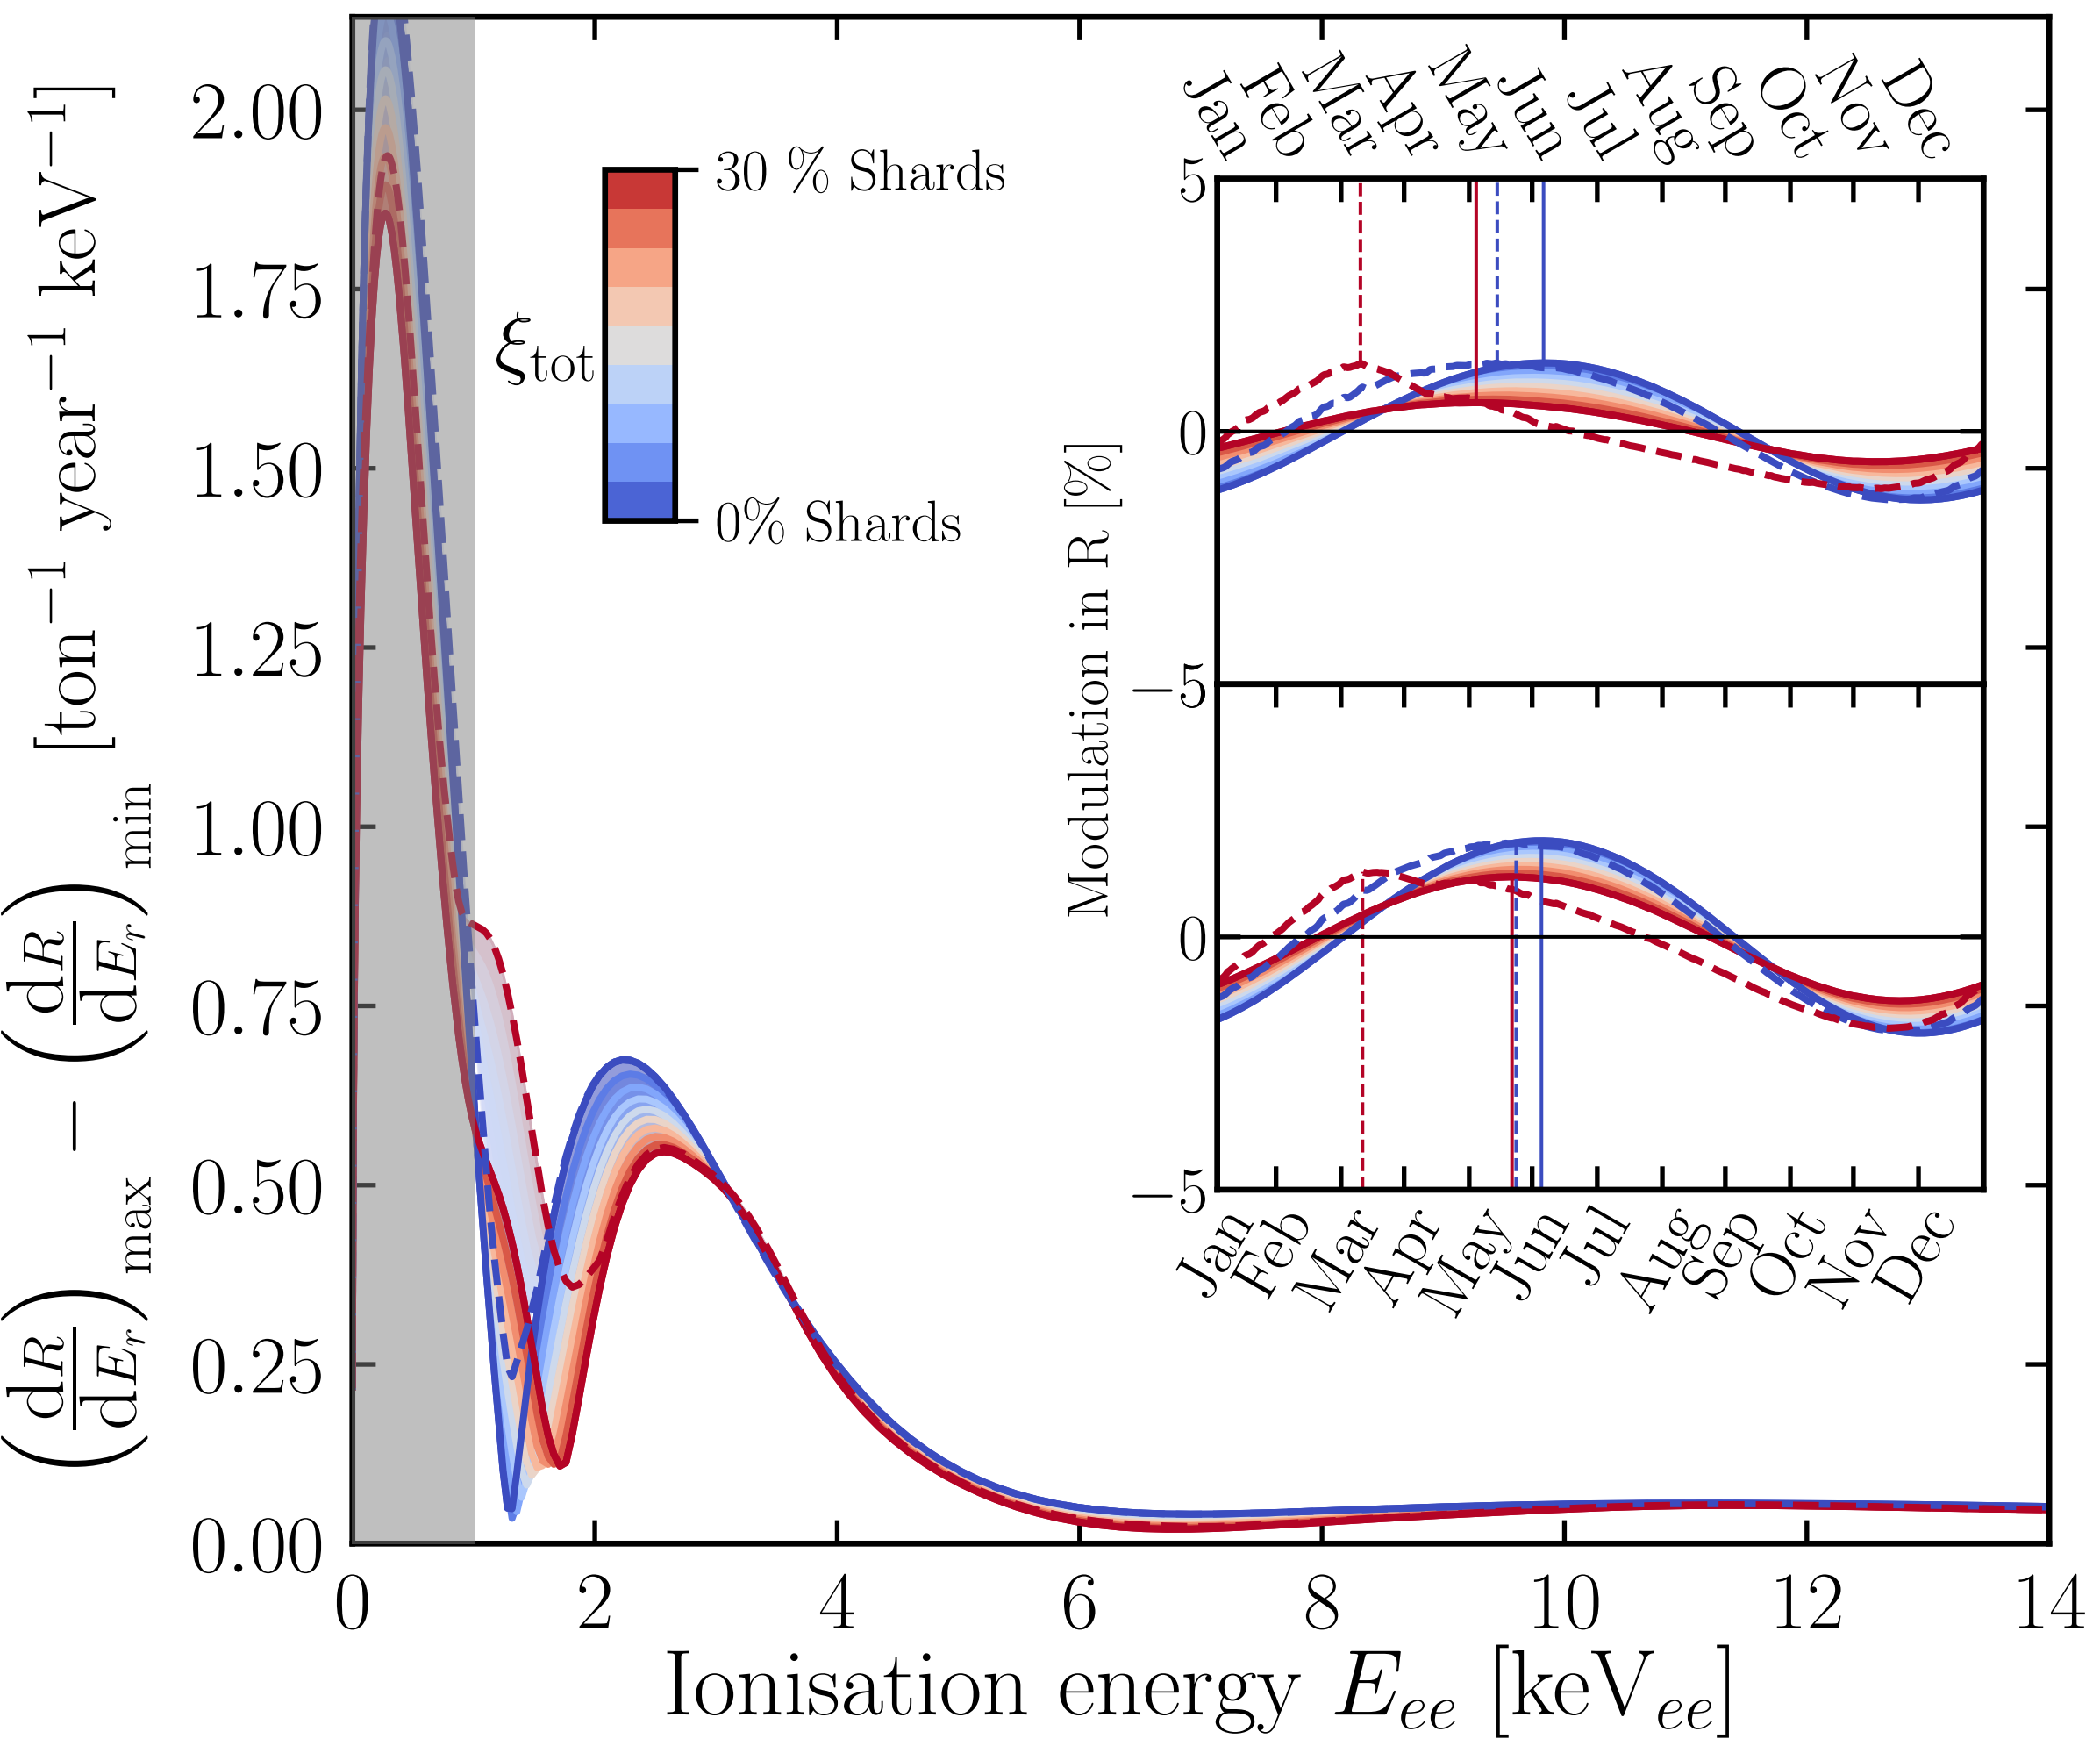 (dR/dE_r)_max − (dR/dE_r)_min [ton⁻¹ year⁻¹ keV⁻¹]
2.00
1.75
1.50
1.25
1.00
0.75
0.50
0.25
0.00
0 2 4 6 8 10 12 14
Ionisation energy E_ee [keV_ee]
ξ_tot
30 % Shards
0% Shards
Jan Feb Mar Apr May Jun Jul Aug Sep Oct Nov Dec
Modulation in R [%]
5
0
−5
0
−5
Jan Feb Mar Apr May Jun Jul Aug Sep Oct Nov Dec